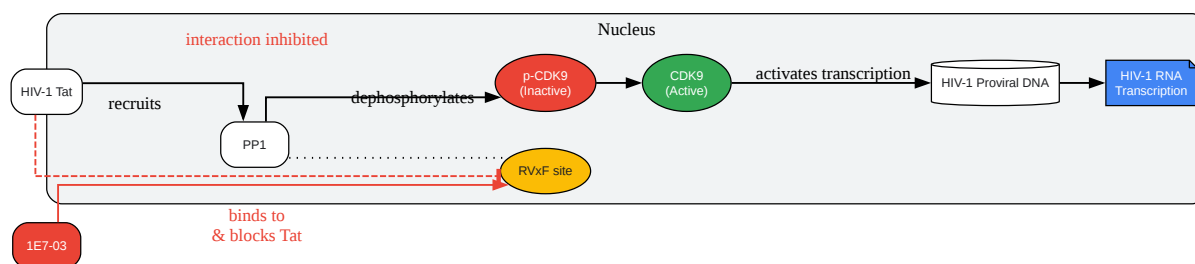 Nucleus
interaction inhibited
HIV-1 Tat
recruits
PP1
dephosphorylates
p-CDK9
(Inactive)
CDK9
(Active)
activates transcription
HIV-1 Proviral DNA
HIV-1 RNA
Transcription
RVxF site
binds to
& blocks Tat
1E7-03